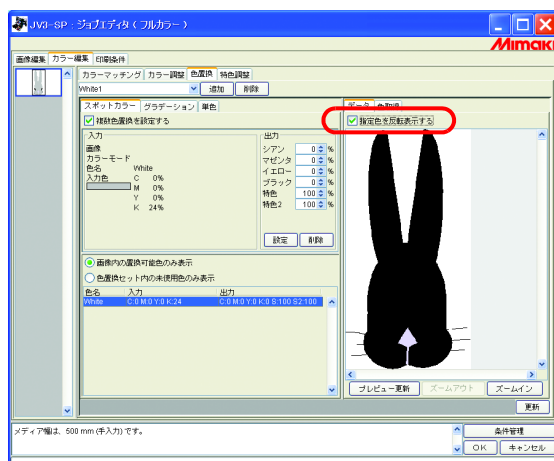 JV3-SP : ジョブエディタ ( フルカラー )
Mimaki
画像編集 カラー編集 印刷条件
カラーマッチング カラー調整 色置換 特色調整
White1 追加 削除
スポットカラー グラデーション 単色
データ 色取得
複数色置換を設定する
指定色を反転表示する
入力
画像
カラーモード
色名 White
入力色 C 0%
M 0%
Y 0%
K 24%
出力
シアン 0 %
マゼンタ 0 %
イエロー 0 %
ブラック 0 %
特色 100 %
特色2 100 %
設定 削除
画像内の置換可能色のみ表示
色置換セット内の未使用色のみ表示
色名 入力 出力
White C:0 M:0 Y:0 K:24 C:0 M:0 Y:0 K:0 S:100 S2:100
プレビュー更新 ズームアウト ズームイン
更新
メディア幅は、500 mm (手入力) です。
条件管理
OK キャンセル